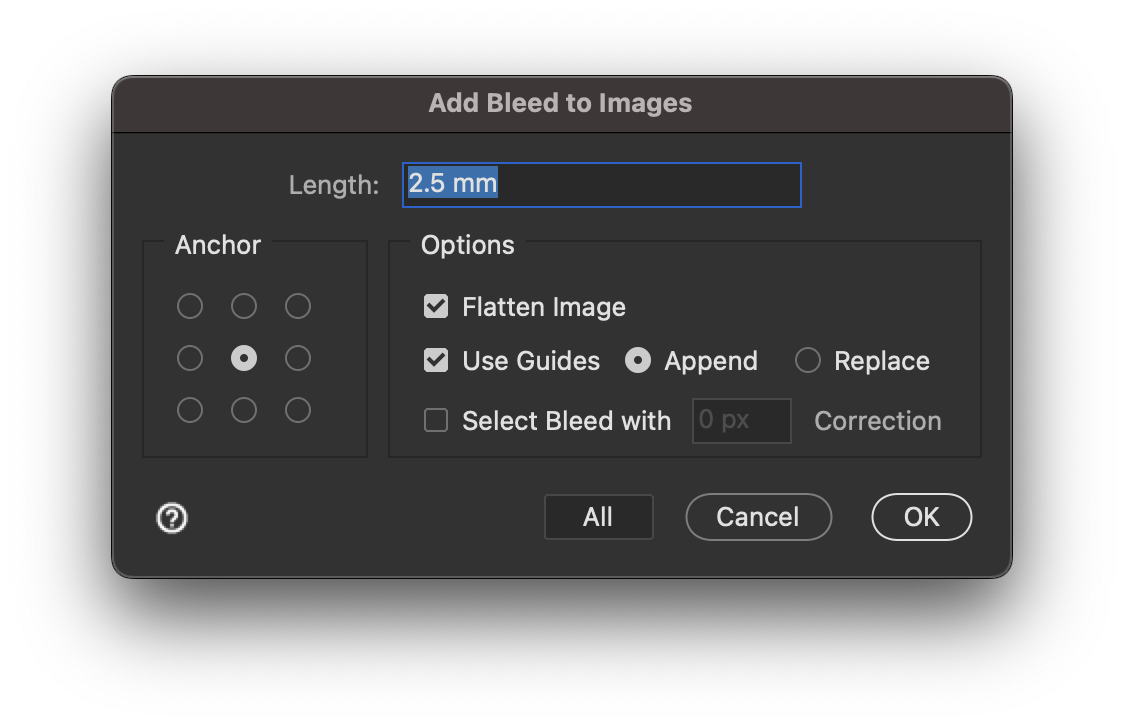 Add Bleed to Images
Length: 2.5 mm
Anchor
Options
Flatten Image
Use Guides Append Replace
Select Bleed with 0 px Correction
? All Cancel OK